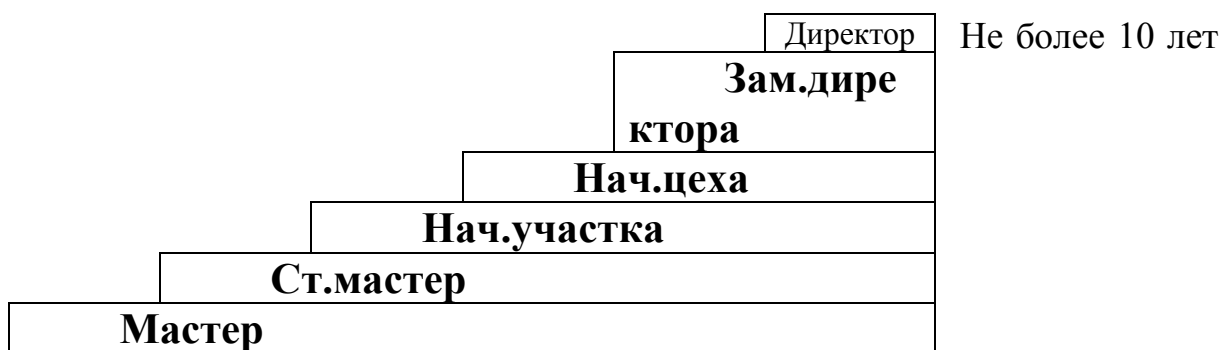 Директор Не более 10 лет
Зам.дире
ктора
Нач.цеха
Нач.участка
Ст.мастер
Мастер